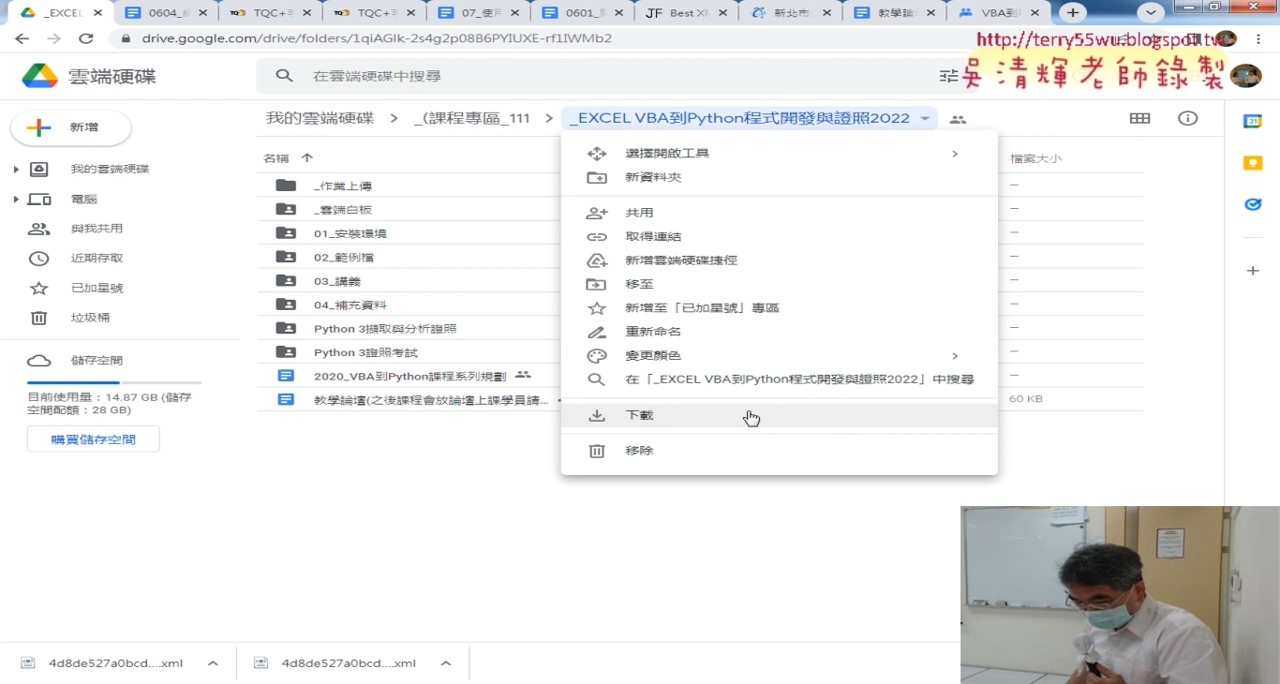 _EXCEL
0604_
TQC+
TQC+
07_使用
0601_
JF Best XM
新北市
教學論
VBA到
drive.google.com/drive/folders/1qiAGlk-2s4g2p08B6PYIUXE-rf1IWMb2
http://terry55wu.blogspot.tw
吳清輝老師錄製
雲端硬碟
在雲端硬碟中搜尋
新增
我的雲端硬碟 > _(課程專區_111 > _EXCEL VBA到Python程式開發與證照2022
名稱
檔案大小
我的雲端硬碟
電腦
與我共用
近期存取
已加星號
垃圾桶
儲存空間
目前使用量：14.87 GB (儲存
空間配額：28 GB)
購買儲存空間
_作業上傳
_雲端白板
01_安裝環境
02_範例檔
03_講義
04_補充資料
Python 3擷取與分析證照
Python 3證照考試
2020_VBA到Python課程系列規劃
教學論壇(之後課程會放論壇上課學員請...
60 KB
選擇開啟工具
新資料夾
共用
取得連結
新增雲端硬碟捷徑
移至
新增至「已加星號」專區
重新命名
變更顏色
在「_EXCEL VBA到Python程式開發與證照2022」中搜尋
下載
移除
4d8de527a0bcd....xml
4d8de527a0bcd....xml